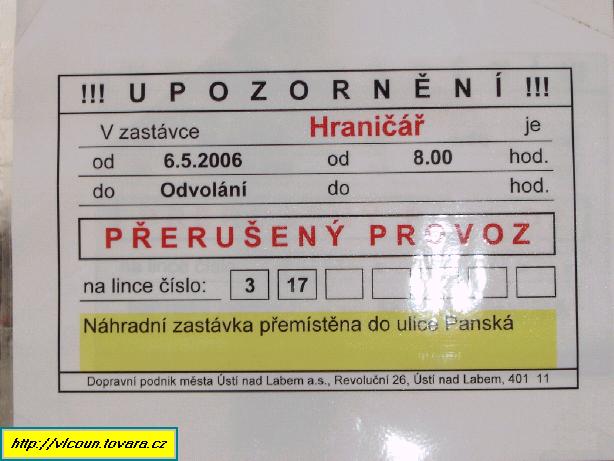 !!! UPOZORNĚNÍ !!!
V zastávce Hraničář je
od 6.5.2006 od 8.00 hod.
do Odvolání do hod.
PŘERUŠENÝ PROVOZ
na lince číslo: 3 17
Náhradní zastávka přemístěna do ulice Panská
Dopravní podnik města Ústí nad Labem a.s., Revoluční 26, Ústí nad Labem, 401 11
http://vlcoun.tovara.cz